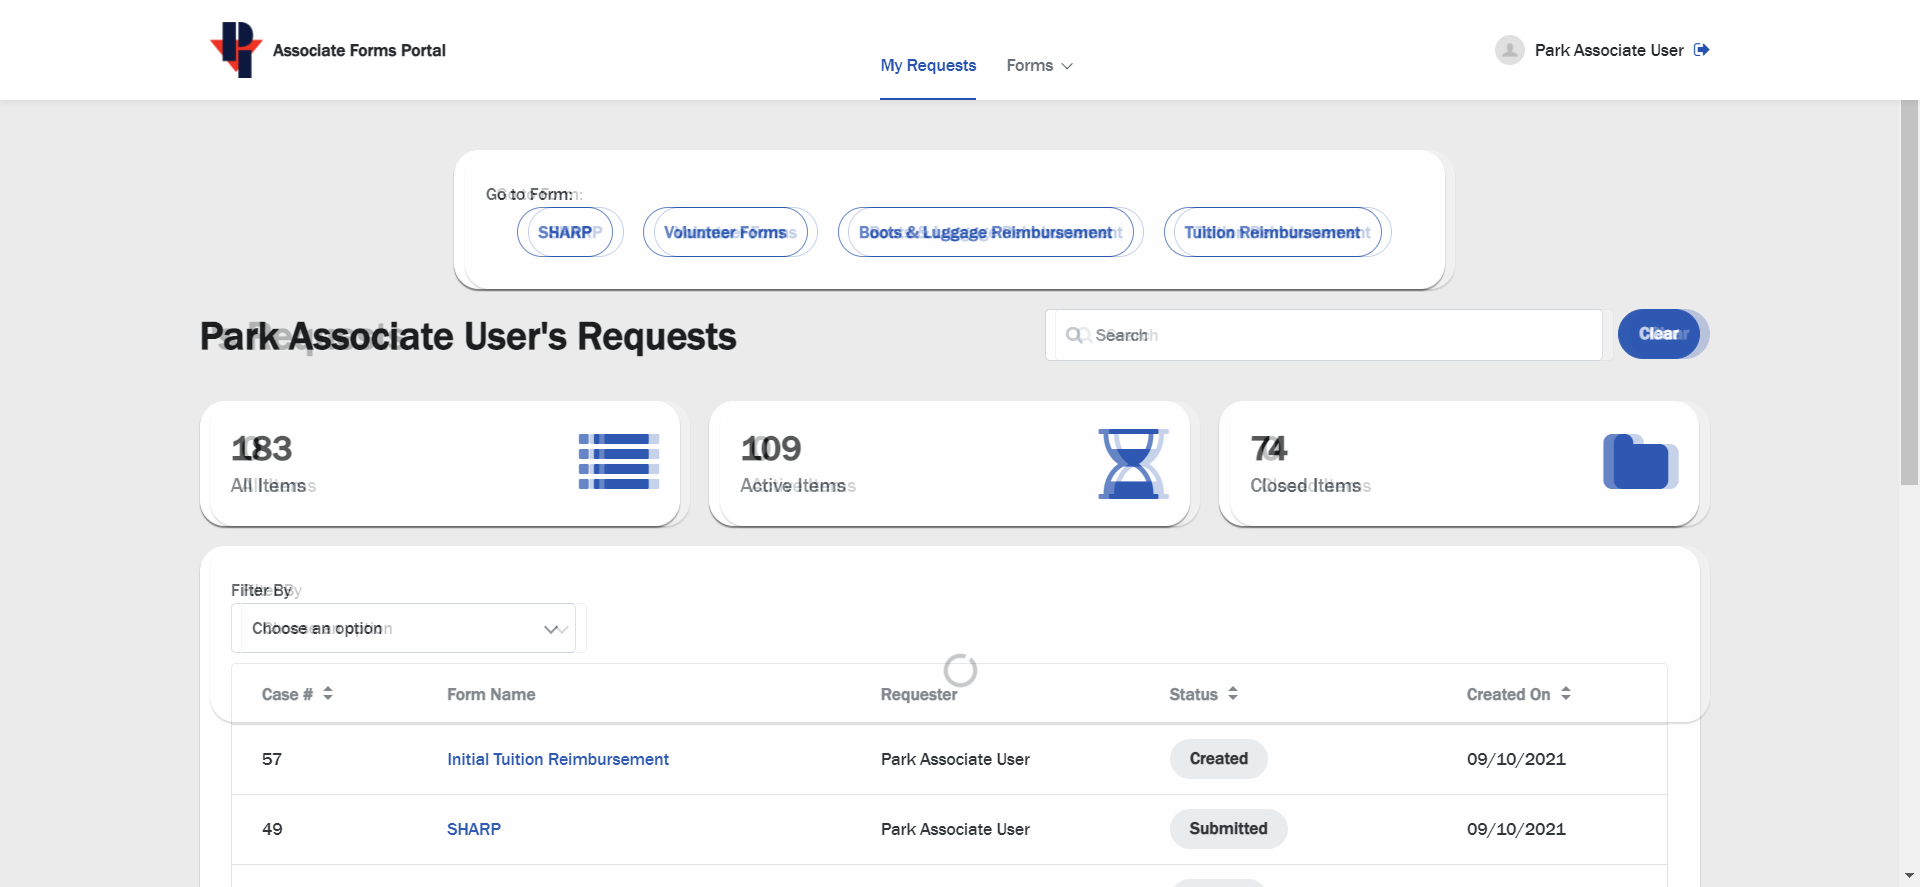 Associate Forms Portal
My Requests
Forms
Park Associate User
Go to Form:
SHARP
Volunteer Forms
Boots & Luggage Reimbursement
Tuition Reimbursement
Park Associate User's Requests
Search
Clear
183
All Items
109
Active Items
74
Closed Items
Filter By
Choose an option
Case # Form Name Requester Status Created On
57 Initial Tuition Reimbursement Park Associate User Created 09/10/2021
49 SHARP Park Associate User Submitted 09/10/2021